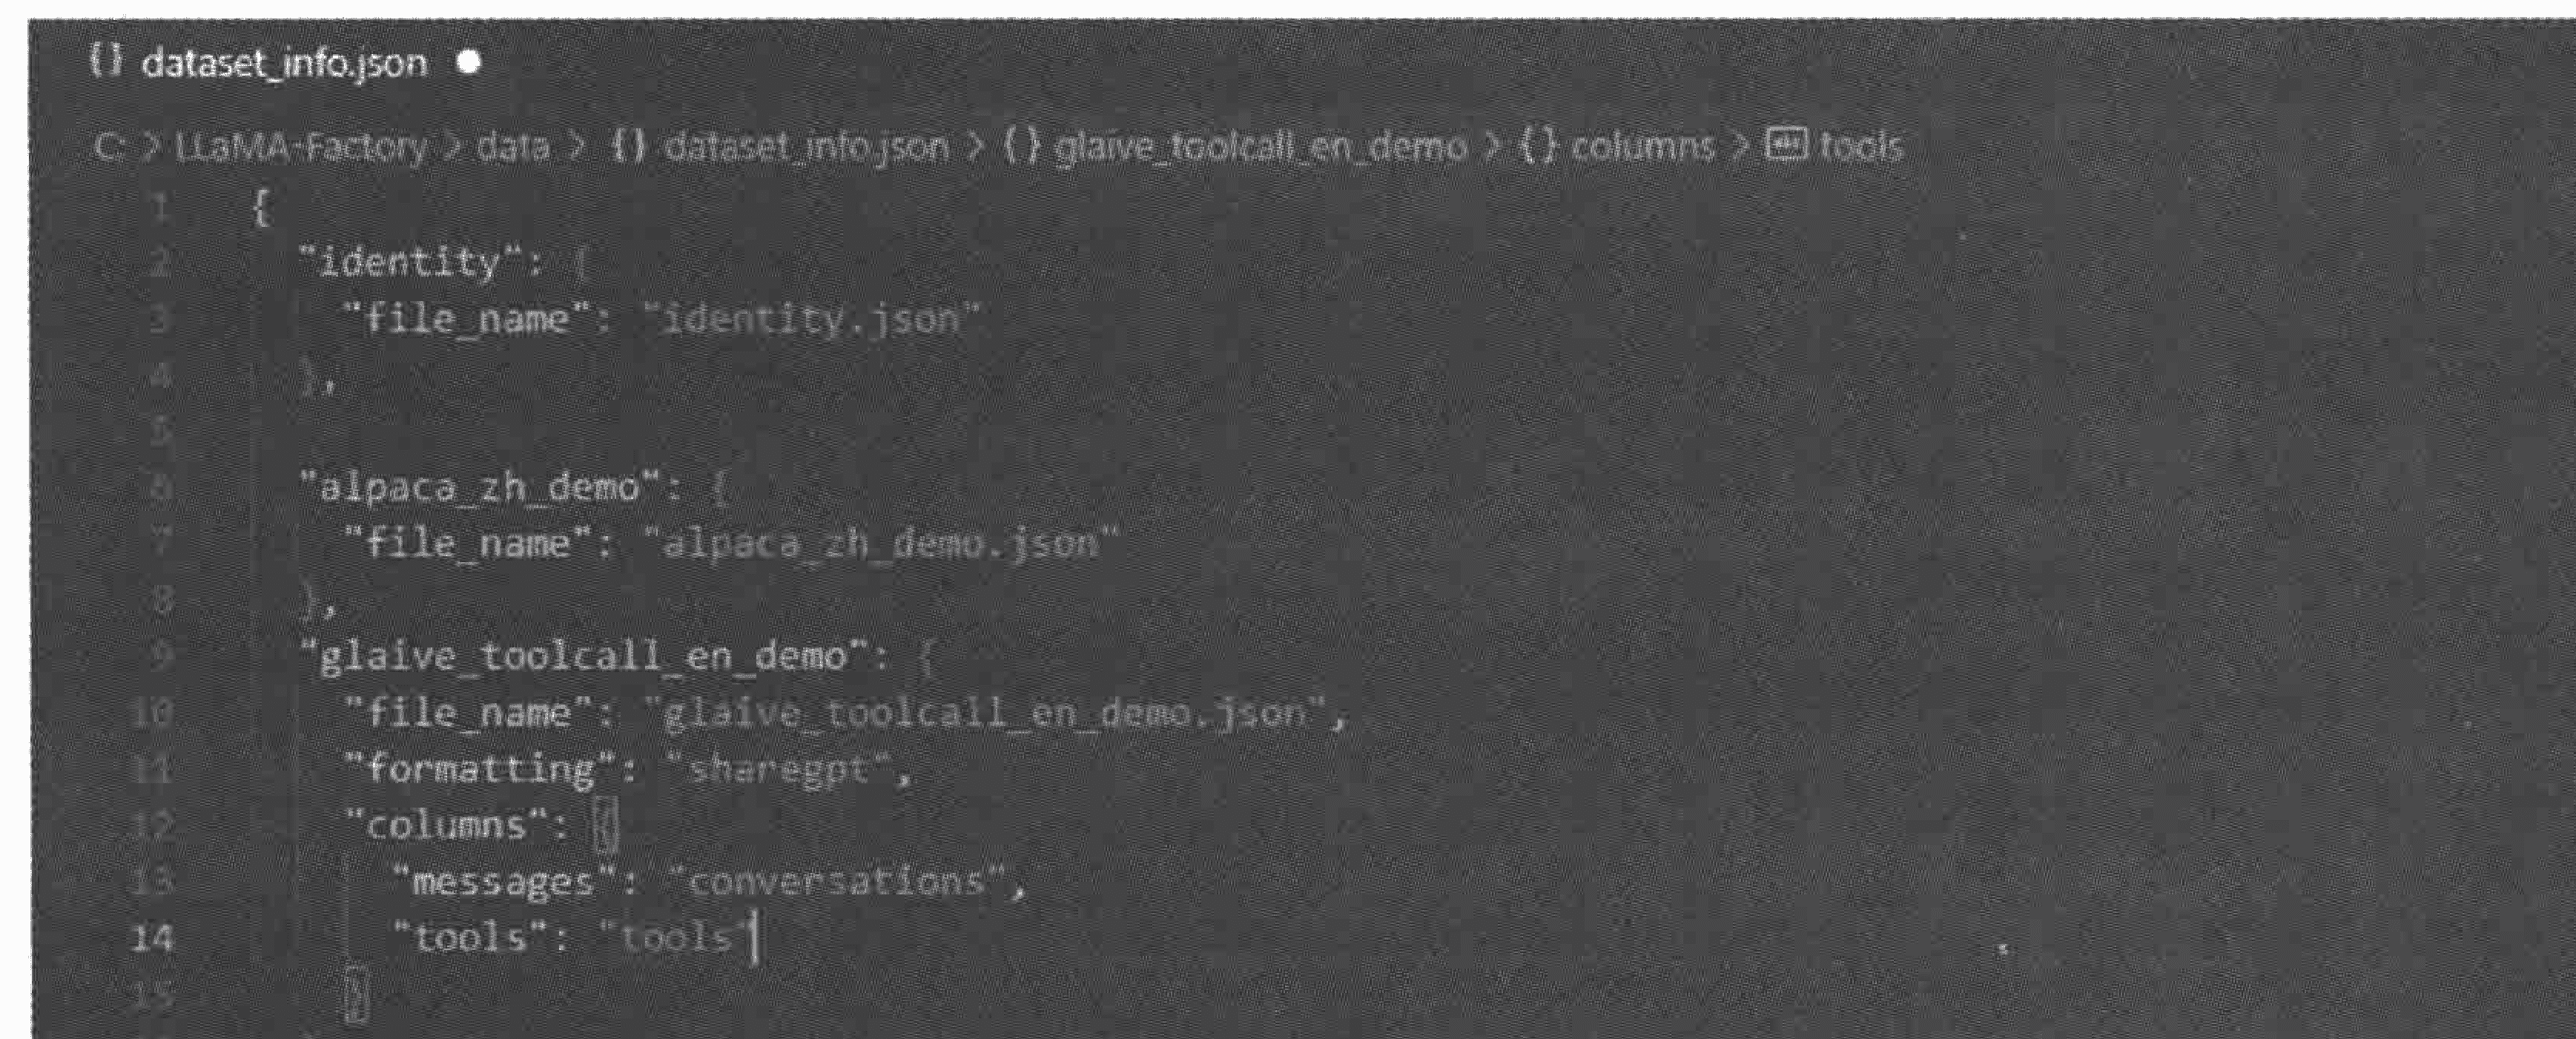 {} dataset_info.json ●
C: > LLaMA-Factory > data > {} dataset_info.json > {} glaive_toolcall_en_demo > {} columns > abc tools
1 {
2 "identity": {
3 "file_name": "identity.json"
4 },
5
6 "alpaca_zh_demo": {
7 "file_name": "alpaca_zh_demo.json"
8 },
9 "glaive_toolcall_en_demo": {
10 "file_name": "glaive_toolcall_en_demo.json",
11 "formatting": "sharegpt",
12 "columns": {
13 "messages": "conversations",
14 "tools": "tools"
15 }